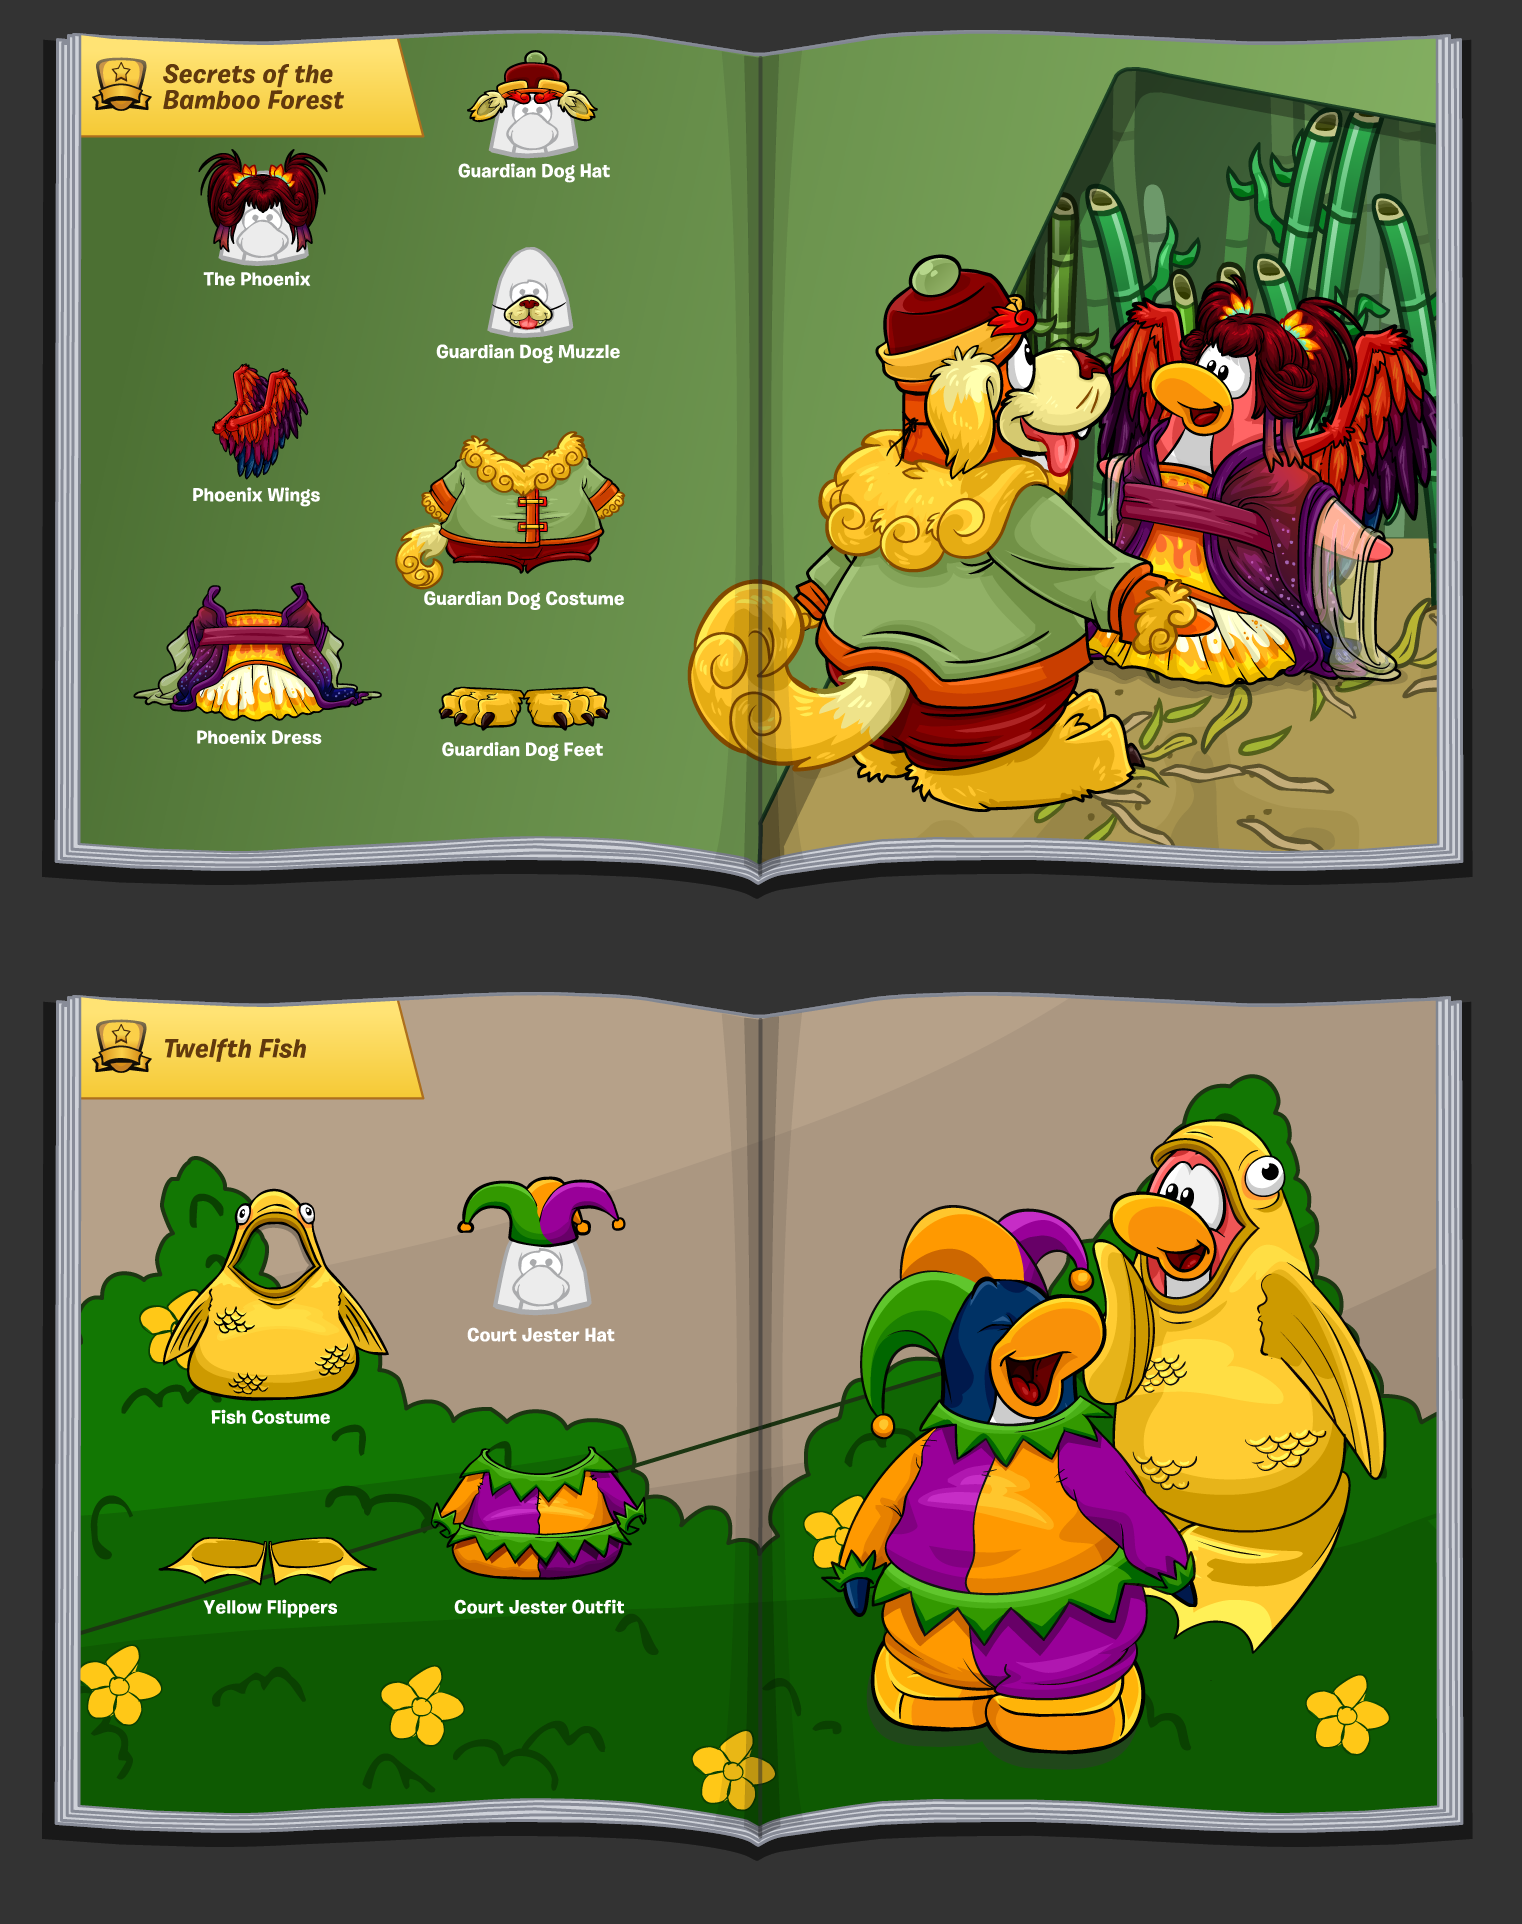 Secrets of the
Bamboo Forest
Guardian Dog Hat
The Phoenix
Guardian Dog Muzzle
Phoenix Wings
Guardian Dog Costume
Phoenix Dress
Guardian Dog Feet
Twelfth Fish
Court Jester Hat
Fish Costume
Yellow Flippers
Court Jester Outfit